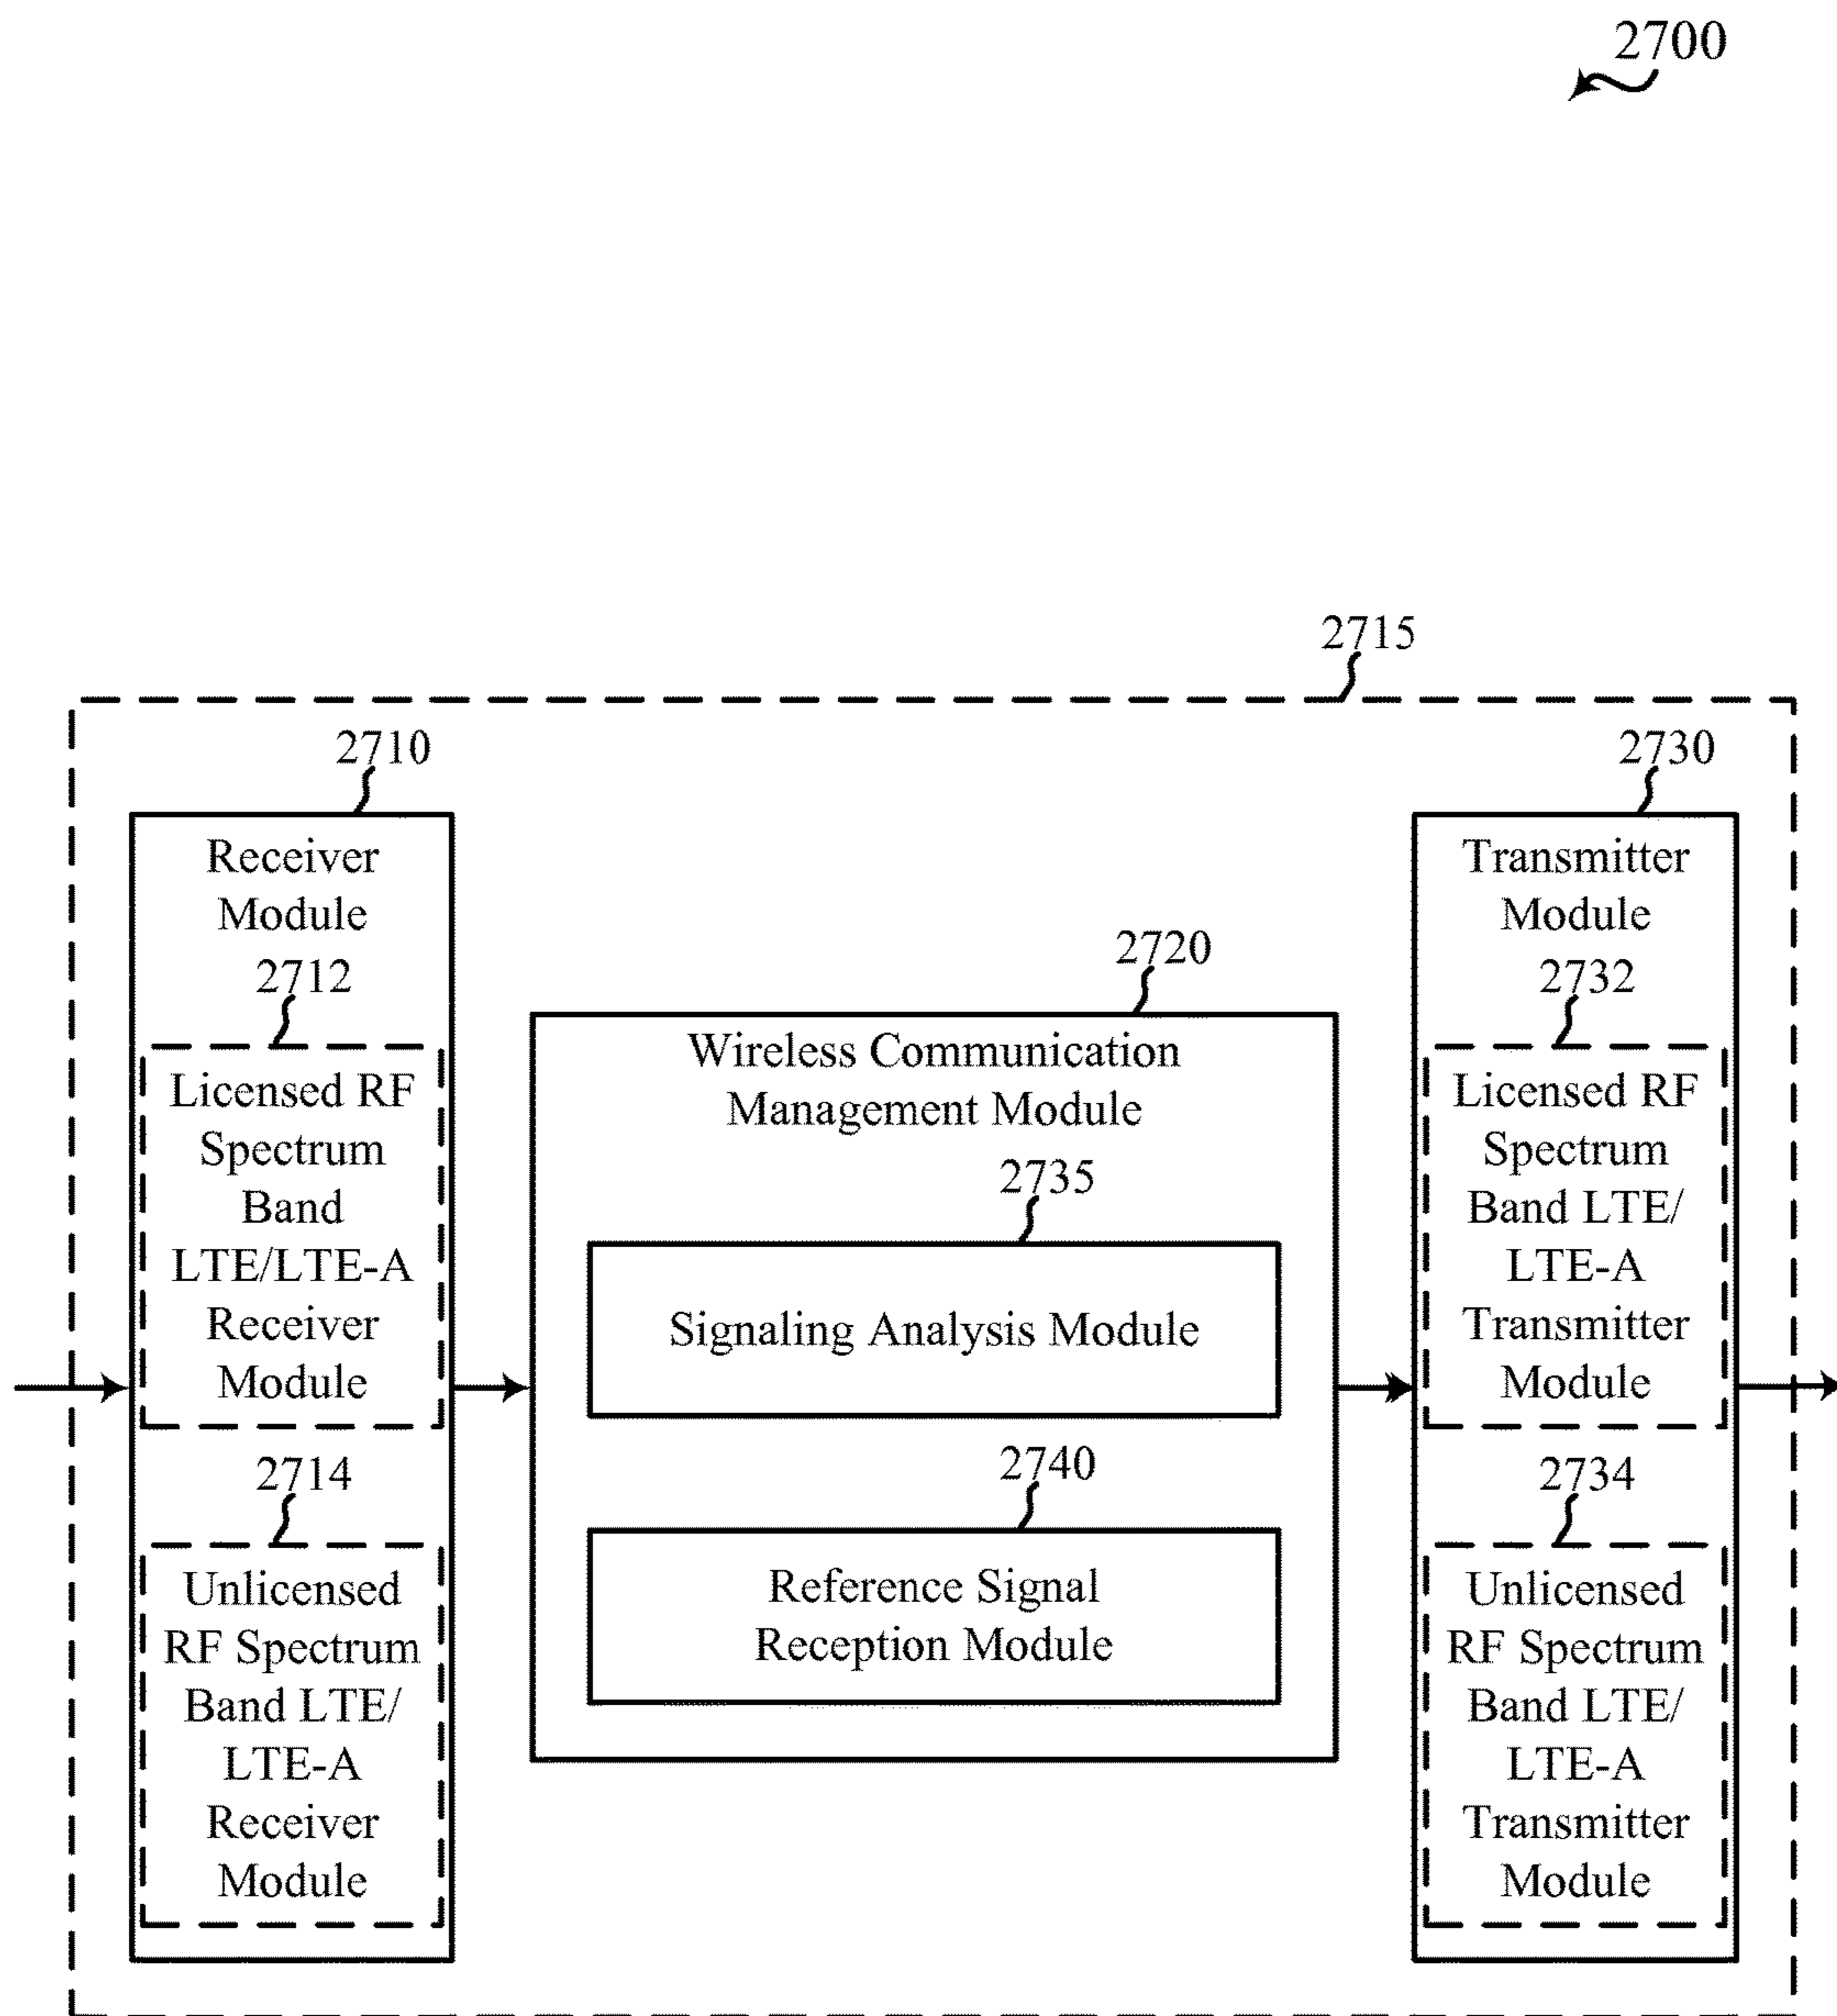 2700
2715
2710
Receiver
Module
2712
Licensed RF
Spectrum
Band
LTE/LTE-A
Receiver
Module
2714
Unlicensed
RF Spectrum
Band LTE/
LTE-A
Receiver
Module
2720
Wireless Communication
Management Module
2735
Signaling Analysis Module
2740
Reference Signal
Reception Module
2730
Transmitter
Module
2732
Licensed RF
Spectrum
Band LTE/
LTE-A
Transmitter
Module
2734
Unlicensed
RF Spectrum
Band LTE/
LTE-A
Transmitter
Module